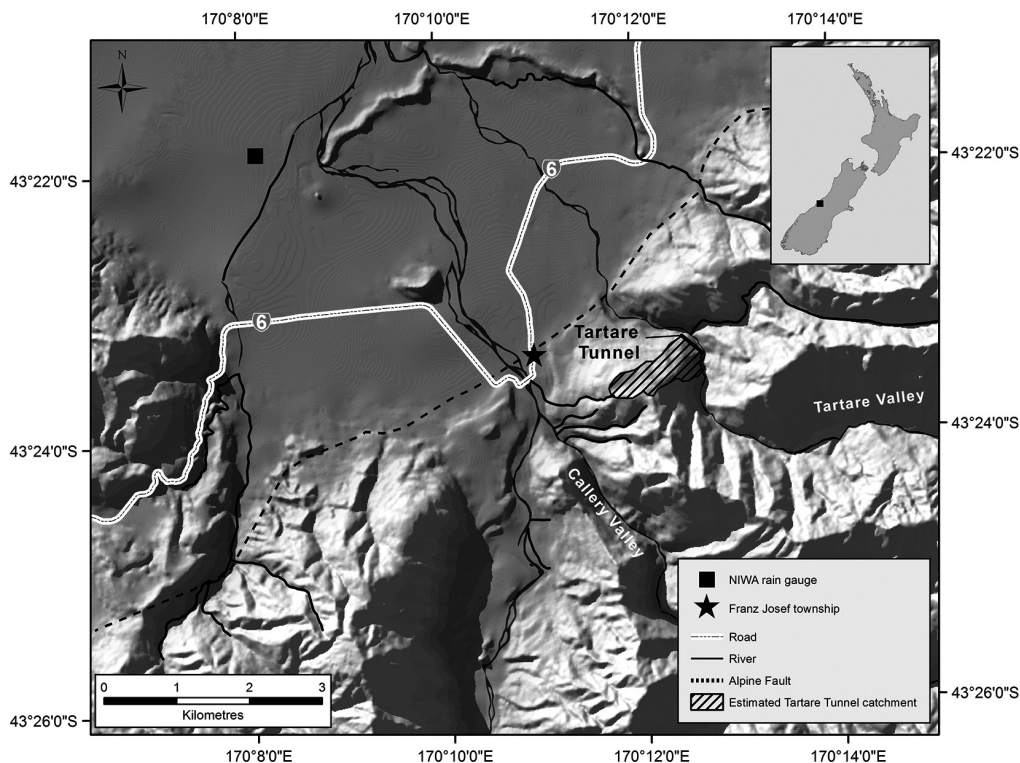 170°8'0"E
170°10'0"E
170°12'0"E
170°14'0"E
N
43°22'0"S
43°22'0"S
6
6
Tartare
Tunnel
Tartare Valley
43°24'0"S
43°24'0"S
Callery Valley
NIWA rain gauge
Franz Josef township
Road
River
Alpine Fault
Estimated Tartare Tunnel catchment
0 1 2 3
Kilometres
43°26'0"S
43°26'0"S
170°8'0"E
170°10'0"E
170°12'0"E
170°14'0"E